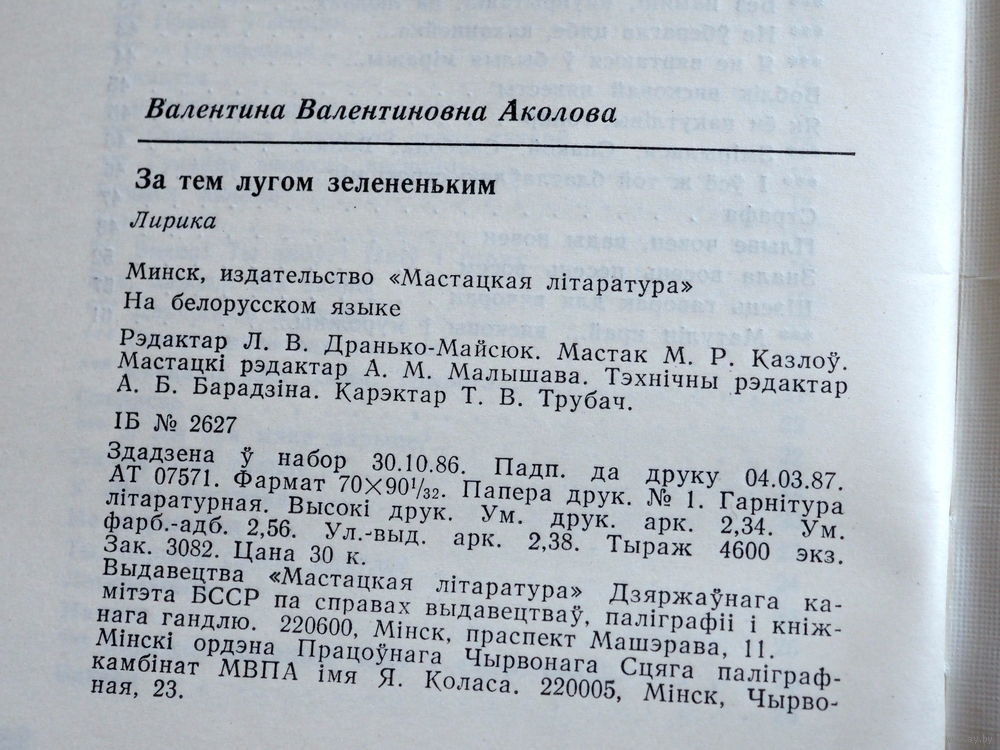 Валентина Валентиновна Аколова
За тем лугом зелененьким
Лирика
Минск, издательство «Мастацкая літаратура»
На белорусском языке
Рэдактар Л. В. Дранько-Майсюк. Мастак М. Р. Казлоў.
Мастацкі рэдактар А. М. Малышава. Тэхнічны рэдактар
А. Б. Барадзіна. Карэктар Т. В. Трубач.
ІБ № 2627
Здадзена ў набор 30.10.86. Падп. да друку 04.03.87.
АТ 07571. Фармат 70×90¹/₃₂. Папера друк. № 1. Гарнітура
літаратурная. Высокі друк. Ум. друк. арк. 2,34. Ум.
фарб.-адб. 2,56. Ул.-выд. арк. 2,38. Тыраж 4600 экз.
Зак. 3082. Цана 30 к.
Выдавецтва «Мастацкая літаратура» Дзяржаўнага ка-
мітэта БССР па справах выдавецтваў, паліграфіі і кніж-
нага гандлю. 220600, Мінск, праспект Машэрава, 11.
Мінскі ордэна Працоўнага Чырвонага Сцяга паліграф-
камбінат МВПА імя Я. Коласа. 220005, Мінск, Чырво-
ная, 23.